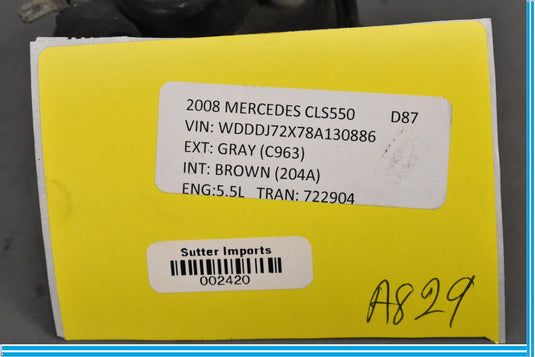 2008 MERCEDES CLS550 D87
VIN: WDDDJ72X78A130886
EXT: GRAY (C963)
INT: BROWN (204A)
ENG:5.5L TRAN: 722904
Sutter Imports
002420
A829